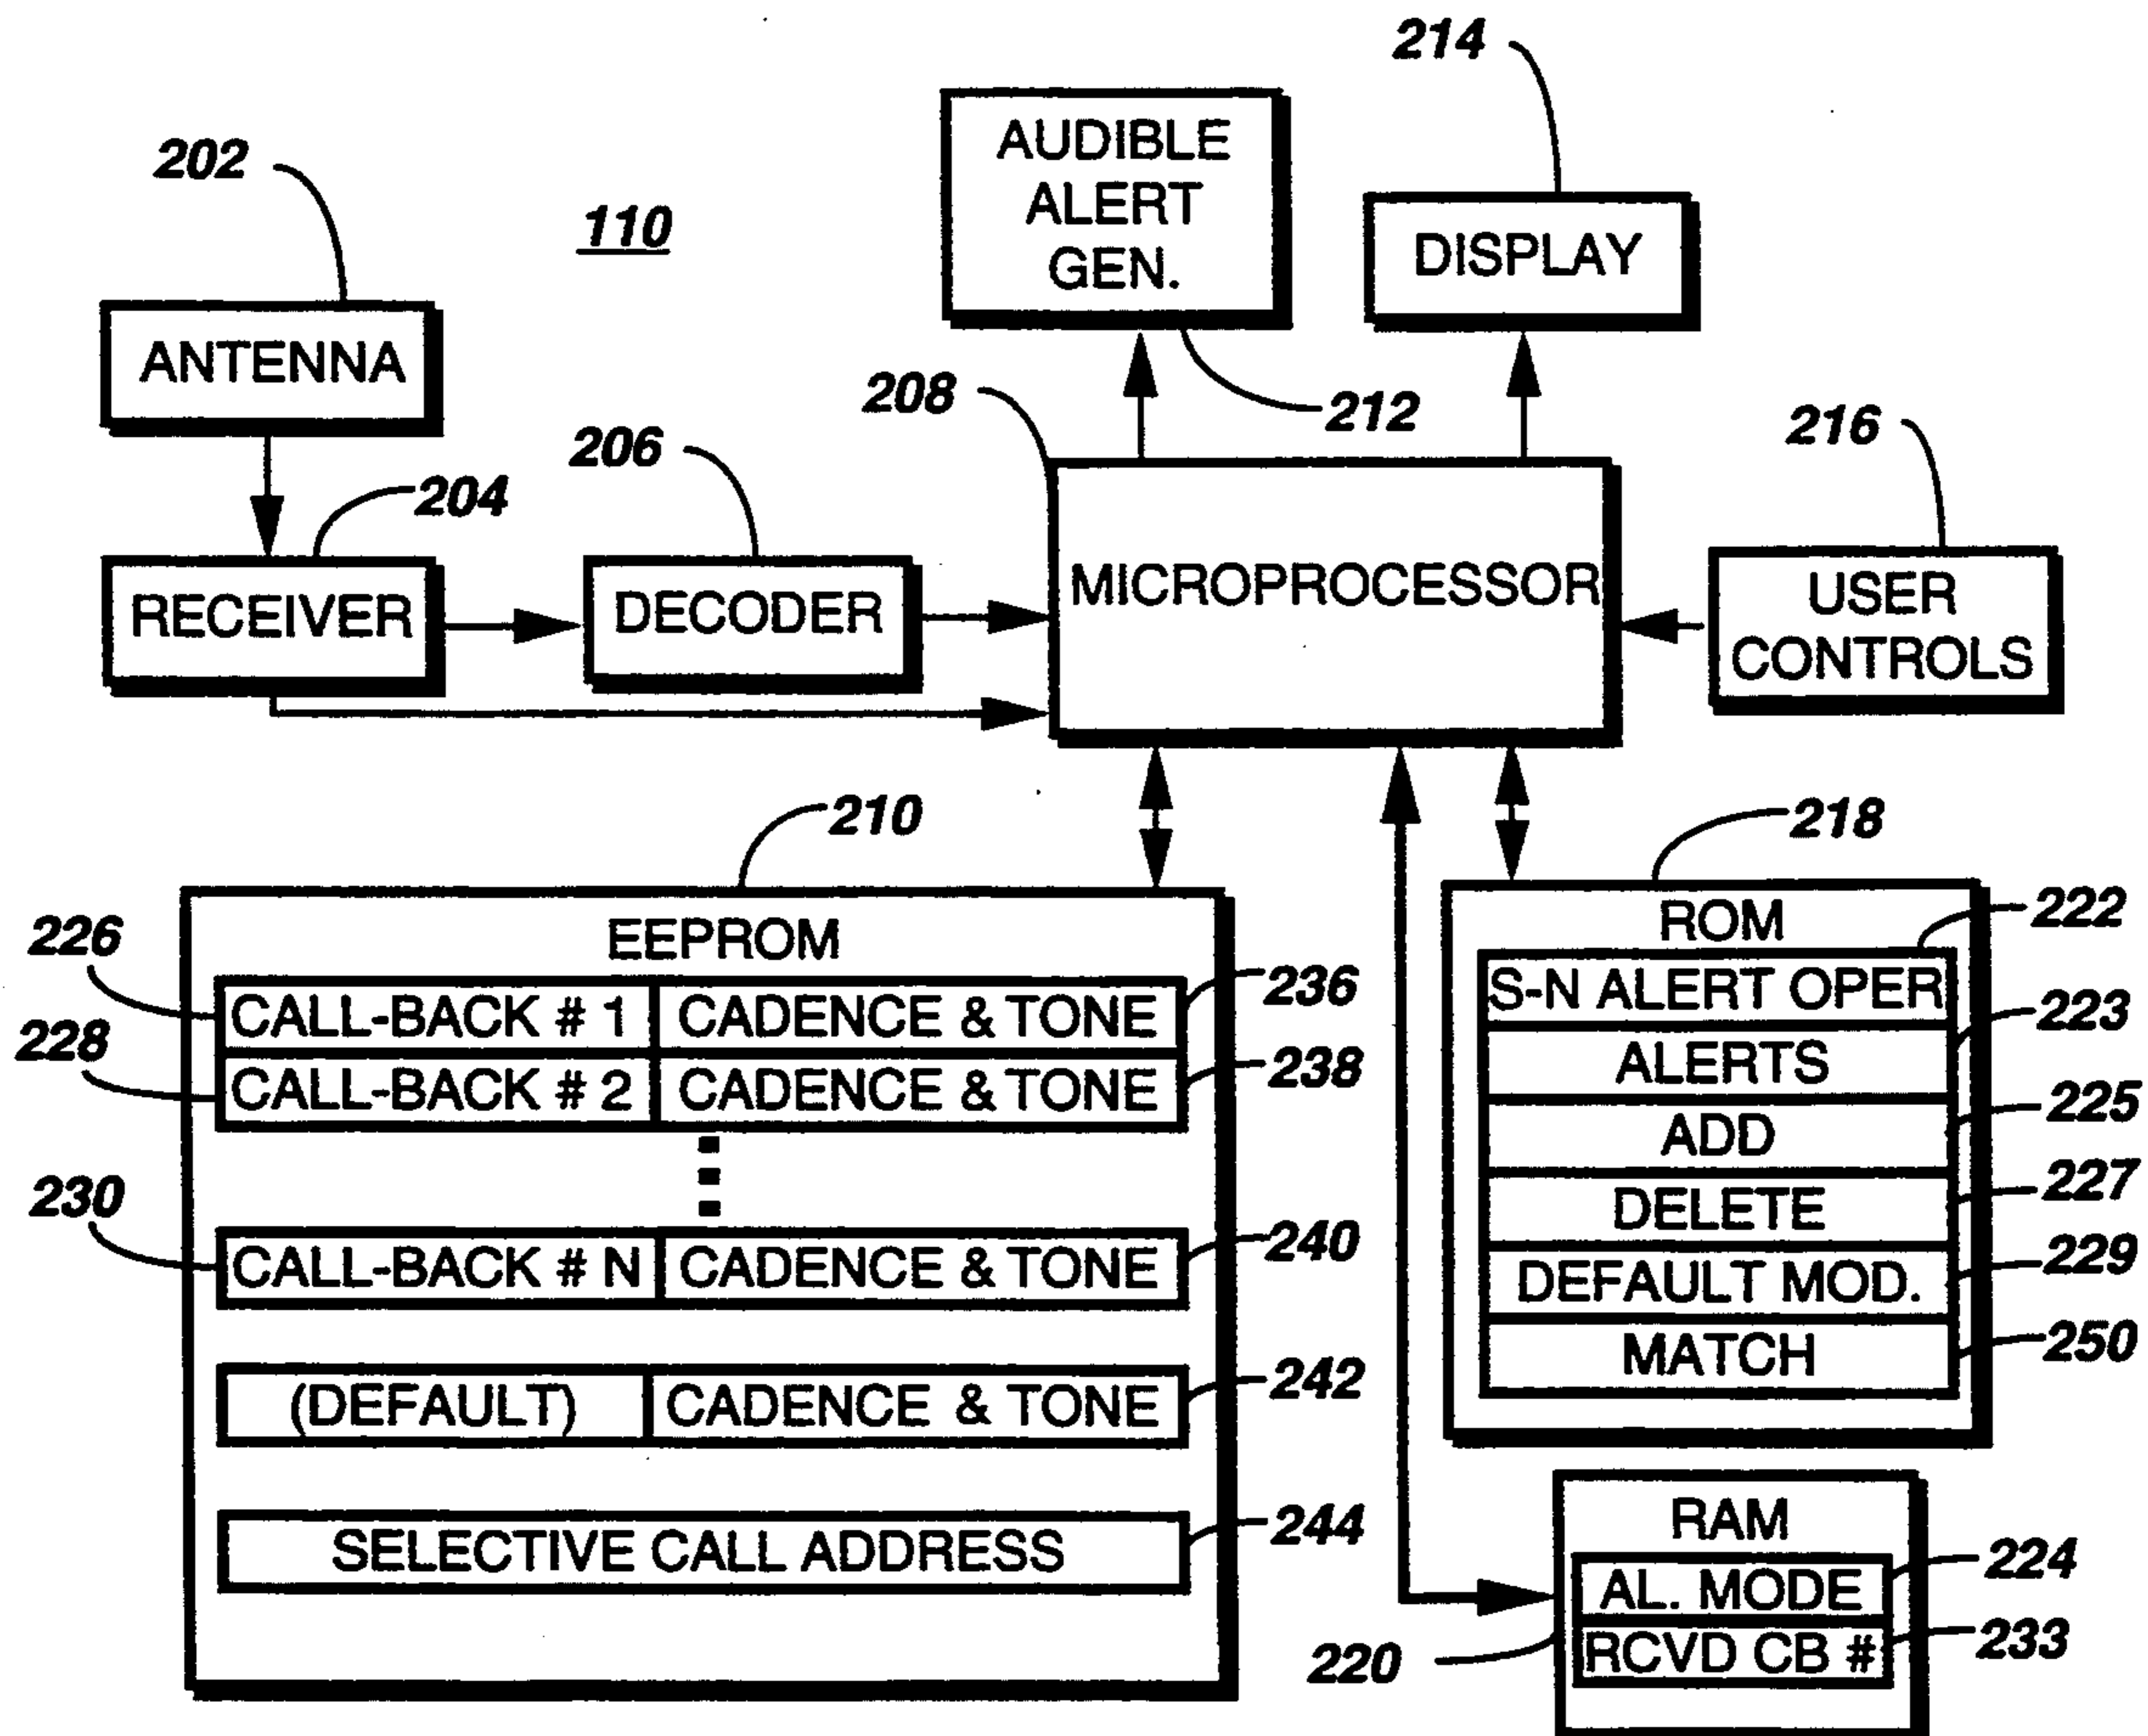 214
202
110
AUDIBLE
ALERT
GEN.
DISPLAY
ANTENNA
208
212
216
206
204
RECEIVER
DECODER
MICROPROCESSOR
USER
CONTROLS
210
218
EEPROM
226
CALL-BACK # 1 CADENCE & TONE
236
228
CALL-BACK # 2 CADENCE & TONE
238
230
CALL-BACK # N CADENCE & TONE
240
(DEFAULT) CADENCE & TONE
242
SELECTIVE CALL ADDRESS
244
ROM
222
S-N ALERT OPER
223
ALERTS
225
ADD
227
DELETE
229
DEFAULT MOD.
250
MATCH
RAM
224
AL. MODE
233
RCVD CB #
220